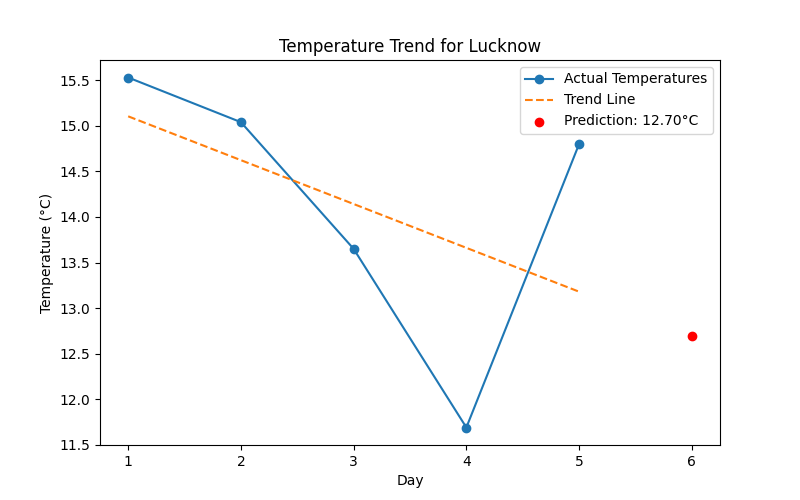 Temperature Trend for Lucknow
Actual Temperatures
Trend Line
Prediction: 12.70°C
Temperature (°C)
15.5
15.0
14.5
14.0
13.5
13.0
12.5
12.0
11.5
1 2 3 4 5 6
Day